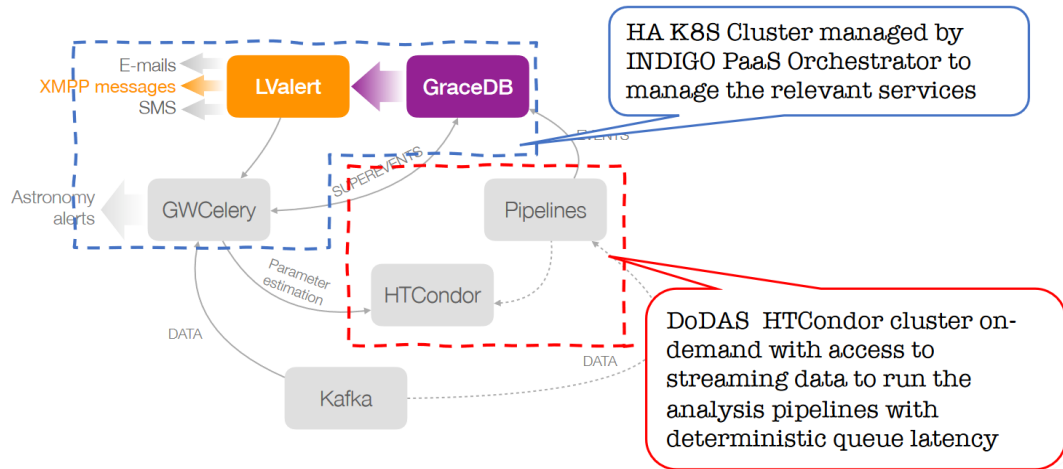 HA K8S Cluster managed by
INDIGO PaaS Orchestrator to
manage the relevant services
E-mails
XMPP messages
SMS
LValert
GraceDB
EVENTS
SUPEREVENTS
Astronomy
alerts
GWCelery
Pipelines
Parameter
estimation
HTCondor
DATA
DATA
Kafka
DoDAS HTCondor cluster on-
demand with access to
streaming data to run the
analysis pipelines with
deterministic queue latency